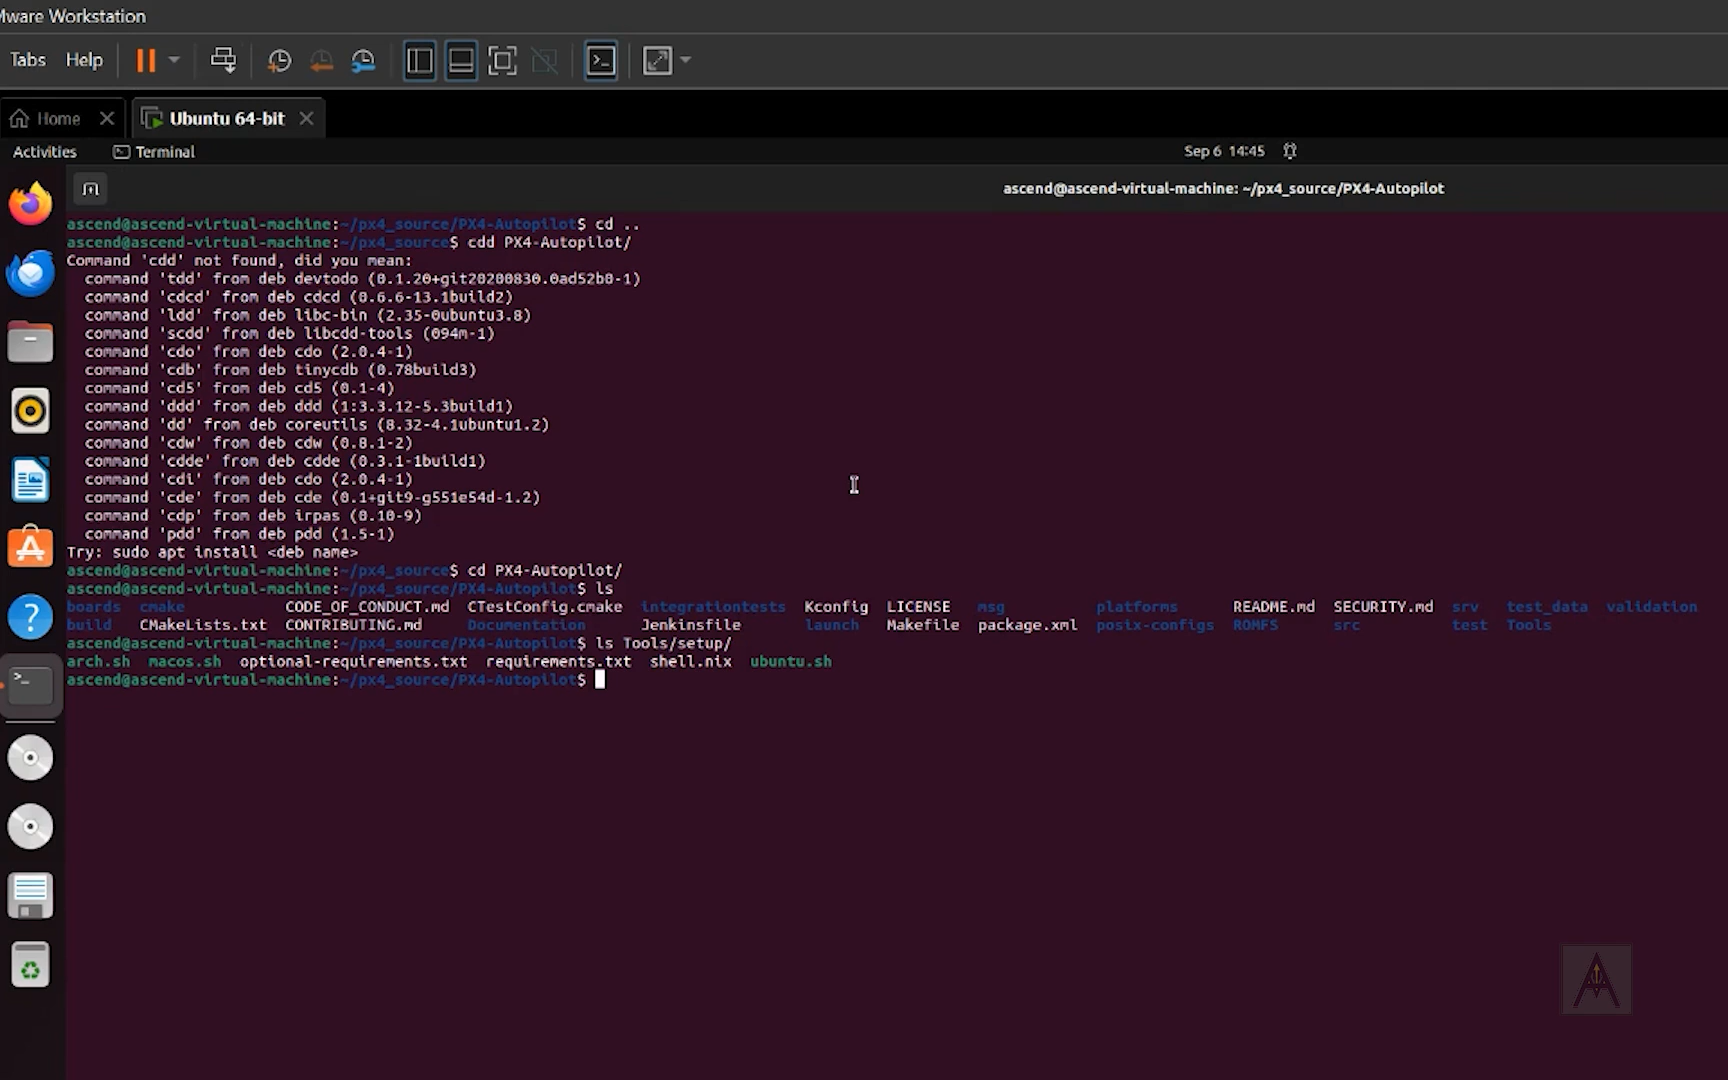 Mware Workstation
Tabs Help
Home Ubuntu 64-bit
Activities Terminal Sep 6 14:45
ascend@ascend-virtual-machine: ~/px4_source/PX4-Autopilot
ascend@ascend-virtual-machine:~/px4_source/PX4-Autopilot$ cd ..
ascend@ascend-virtual-machine:~/px4_source$ cdd PX4-Autopilot/
Command 'cdd' not found, did you mean:
command 'tdd' from deb devtodo (0.1.20+git20200830.0ad52b0-1)
command 'cdcd' from deb cdcd (0.6.6-13.1build2)
command 'ldd' from deb libc-bin (2.35-0ubuntu3.8)
command 'scdd' from deb libcdd-tools (094m-1)
command 'cdo' from deb cdo (2.0.4-1)
command 'cdb' from deb tinycdb (0.78build3)
command 'cd5' from deb cd5 (0.1-4)
command 'ddd' from deb ddd (1:3.3.12-5.3build1)
command 'dd' from deb coreutils (8.32-4.1ubuntu1.2)
command 'cdw' from deb cdw (0.8.1-2)
command 'cdde' from deb cdde (0.3.1-1build1)
command 'cdi' from deb cdo (2.0.4-1)
command 'cde' from deb cde (0.1+git9-g551e54d-1.2)
command 'cdp' from deb irpas (0.10-9)
command 'pdd' from deb pdd (1.5-1)
Try: sudo apt install <deb name>
ascend@ascend-virtual-machine:~/px4_source$ cd PX4-Autopilot/
ascend@ascend-virtual-machine:~/px4_source/PX4-Autopilot$ ls
boards cmake CODE_OF_CONDUCT.md CTestConfig.cmake integrationtests Kconfig LICENSE msg platforms README.md SECURITY.md srv test_data validation
build CMakeLists.txt CONTRIBUTING.md Documentation Jenkinsfile launch Makefile package.xml posix-configs ROMFS src test Tools
ascend@ascend-virtual-machine:~/px4_source/PX4-Autopilot$ ls Tools/setup/
arch.sh macos.sh optional-requirements.txt requirements.txt shell.nix ubuntu.sh
ascend@ascend-virtual-machine:~/px4_source/PX4-Autopilot$